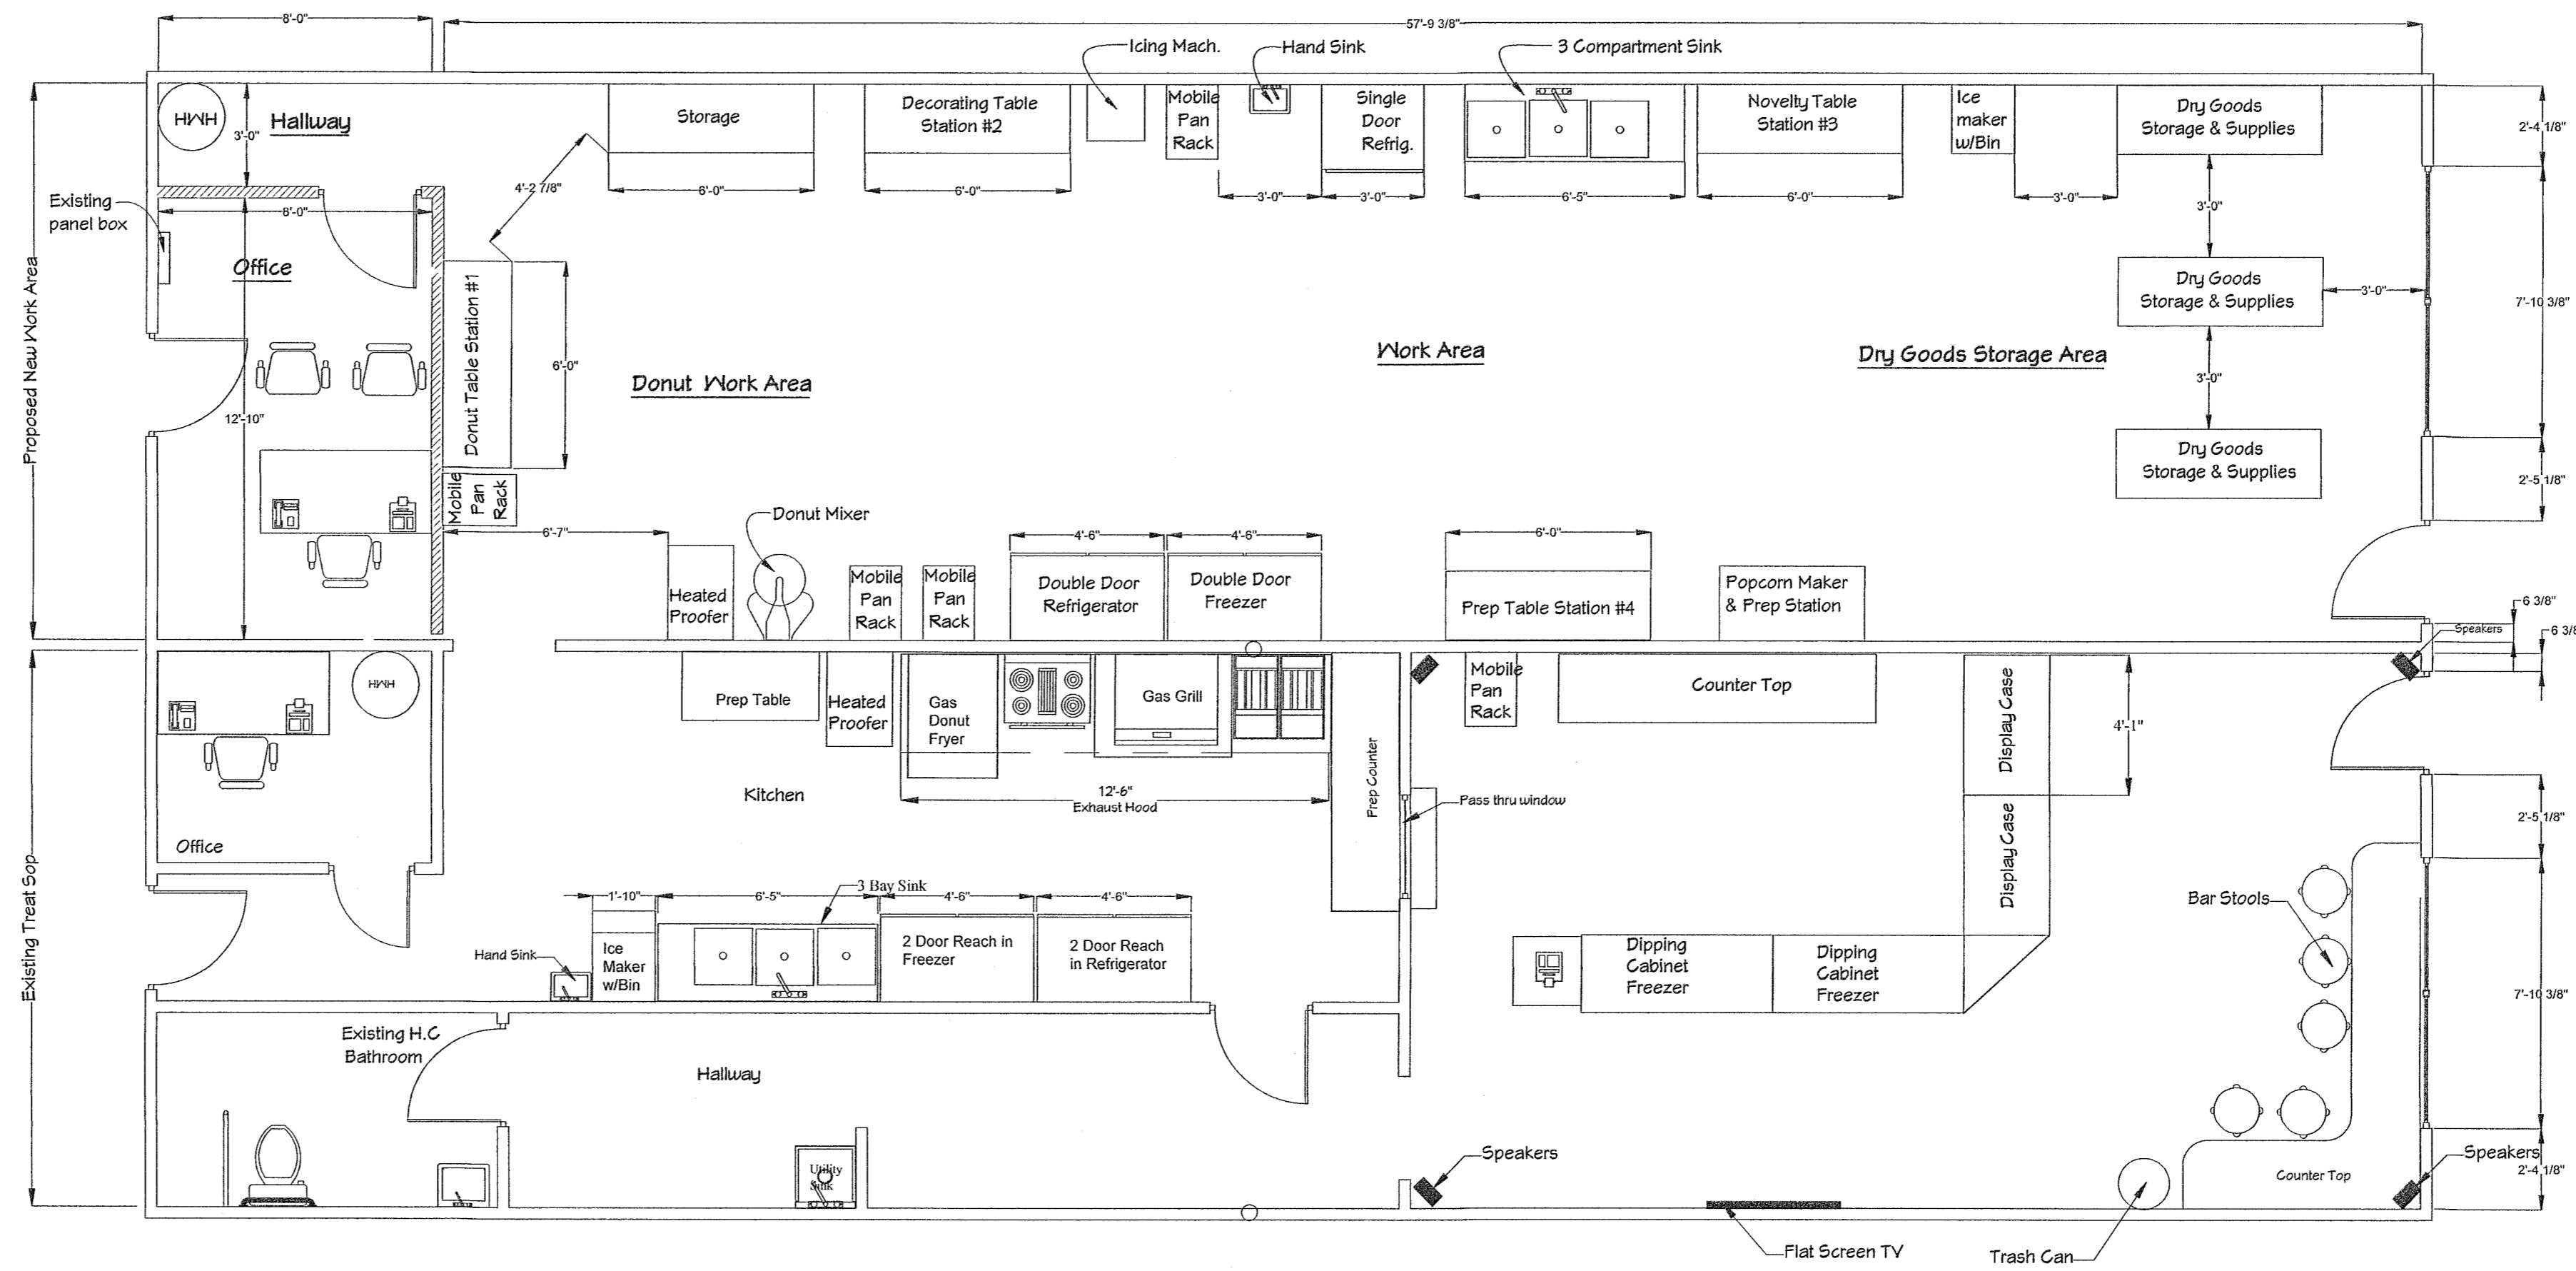 8'-0"
57'-9 3/8"
Icing Mach.
Hand Sink
3 Compartment Sink
HWH
Hallway
3'-0"
Storage
Decorating Table
Station #2
Mobile
Pan
Rack
Single
Door
Refrig.
Novelty Table
Station #3
Ice
maker
w/Bin
Dry Goods
Storage & Supplies
2'-4 1/8"
4'-2 7/8"
6'-0"
6'-0"
3'-0"
3'-0"
6'-5"
6'-0"
3'-0"
3'-0"
Existing
panel box
8'-0"
Office
Proposed New Work Area
12'-10"
Donut Table Station #1
6'-0"
Donut Work Area
Work Area
Dry Goods Storage Area
Dry Goods
Storage & Supplies
3'-0"
7'-10 3/8"
3'-0"
Dry Goods
Storage & Supplies
2'-5 1/8"
Mobile
Pan
Rack
6'-7"
Donut Mixer
4'-6"
4'-6"
6'-0"
Heated
Proofer
Mobile
Pan
Rack
Mobile
Pan
Rack
Double Door
Refrigerator
Double Door
Freezer
Prep Table Station #4
Popcorn Maker
& Prep Station
6 3/8"
Speakers
6 3/8
HWH
Prep Table
Heated
Proofer
Gas
Donut
Fryer
Gas Grill
Mobile
Pan
Rack
Counter Top
Display Case
4'-1"
Existing Treat Sop
Office
Kitchen
12'-6"
Exhaust Hood
Prep Counter
Pass thru window
Display Case
2'-5 1/8"
1'-10"
6'-5"
3 Bay Sink
4'-6"
4'-6"
Bar Stools
Hand Sink
Ice
Maker
w/Bin
2 Door Reach in
Freezer
2 Door Reach
in Refrigerator
Dipping
Cabinet
Freezer
Dipping
Cabinet
Freezer
7'-10 3/8"
Existing H.C
Bathroom
Hallway
Utility
Sink
Speakers
Counter Top
Speakers
2'-4 1/8"
Flat Screen TV
Trash Can